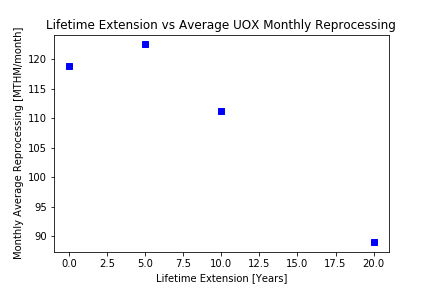 Lifetime Extension vs Average UOX Monthly Reprocessing
Monthly Average Reprocessing [MTHM/month]
120
115
110
105
100
95
90
0.0 2.5 5.0 7.5 10.0 12.5 15.0 17.5 20.0
Lifetime Extension [Years]